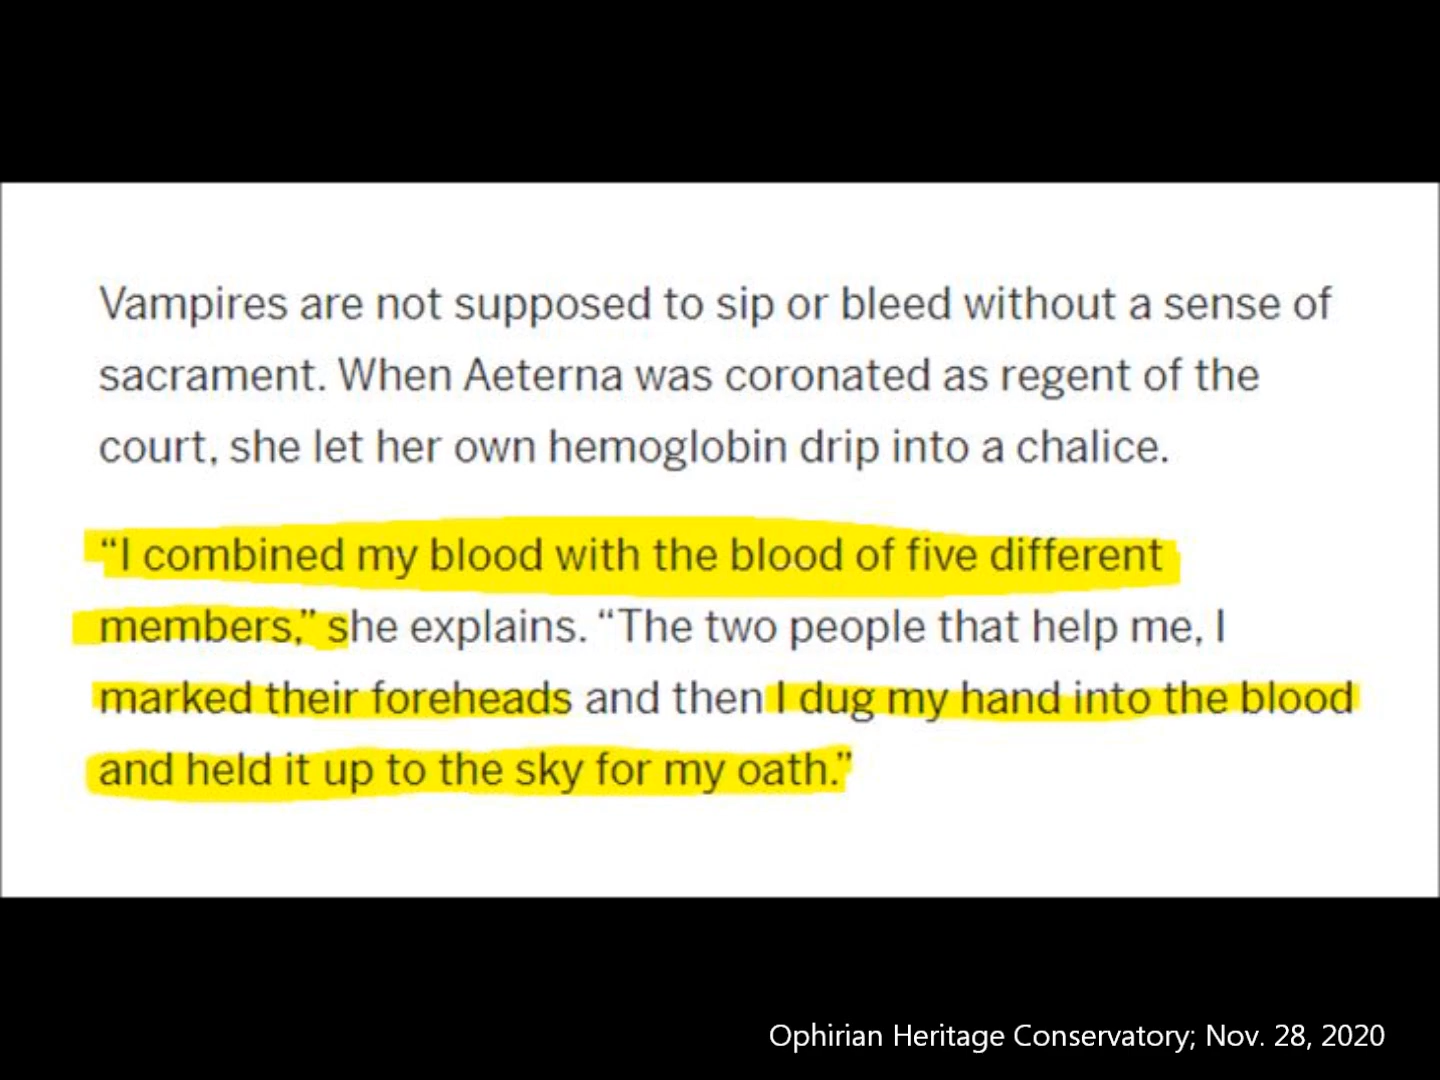 Vampires are not supposed to sip or bleed without a sense of
sacrament. When Aeterna was coronated as regent of the
court, she let her own hemoglobin drip into a chalice.
“I combined my blood with the blood of five different
members,” she explains. “The two people that help me, I
marked their foreheads and then I dug my hand into the blood
and held it up to the sky for my oath.”
Ophirian Heritage Conservatory; Nov. 28, 2020